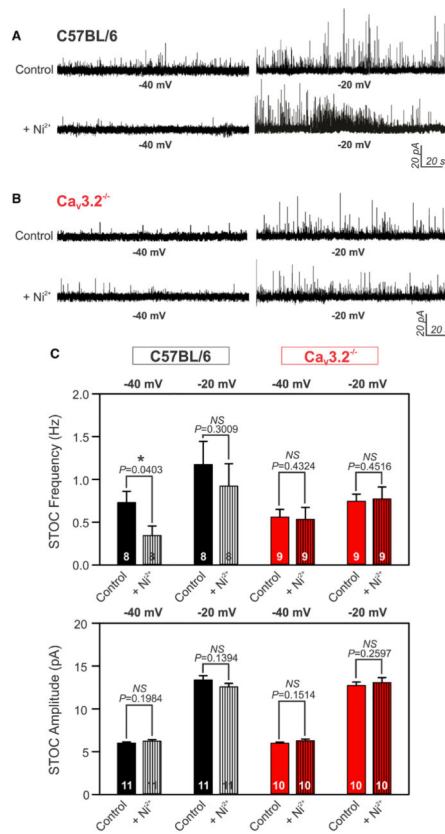 A C57BL/6
Control
-40 mV -20 mV
+ Ni²⁺
-40 mV -20 mV
20 pA
20 s
B Caᵥ3.2⁻/⁻
Control
-40 mV -20 mV
+ Ni²⁺
-40 mV -20 mV
20 pA
20
C C57BL/6 Caᵥ3.2⁻/⁻
-40 mV -20 mV -40 mV -20 mV
STOC Frequency (Hz)
2.0
1.5
1.0
0.5
0.0
*
P=0.0403
NS
P=0.3009
NS
P=0.4324
NS
P=0.4516
8 8 8 8 9 9 9 9
Control + Ni²⁺ Control + Ni²⁺ Control + Ni²⁺ Control + Ni²⁺
-40 mV -20 mV -40 mV -20 mV
STOC Amplitude (pA)
20
15
10
5
0
NS
P=0.1984
NS
P=0.1394
NS
P=0.1514
NS
P=0.2597
11 11 11 11 10 10 10 10
Control + Ni²⁺ Control + Ni²⁺ Control + Ni²⁺ Control + Ni²⁺